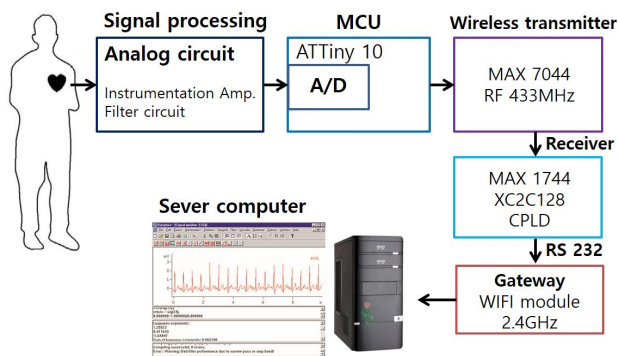 Signal processing
MCU
Wireless transmitter
Analog circuit
Instrumentation Amp.
Filter circuit
ATTiny 10
A/D
MAX 7044
RF 433MHz
Receiver
MAX 1744
XC2C128
CPLD
RS 232
Gateway
WIFI module
2.4GHz
Sever computer